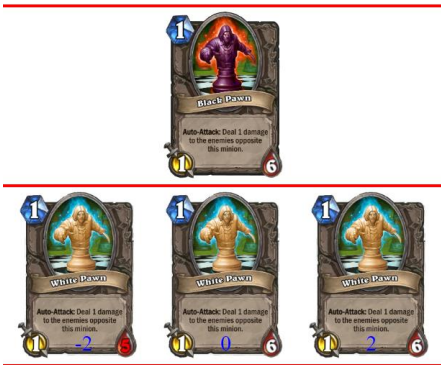 1
Black Pawn
Auto-Attack: Deal 1 damage
to the enemies opposite
this minion.
1 6
1 1 1
White Pawn White Pawn White Pawn
Auto-Attack: Deal 1 damage Auto-Attack: Deal 1 damage Auto-Attack: Deal 1 damage
to the enemies opposite to the enemies opposite to the enemies opposite
this minion. this minion. this minion.
1 -2 5 1 0 6 1 2 6